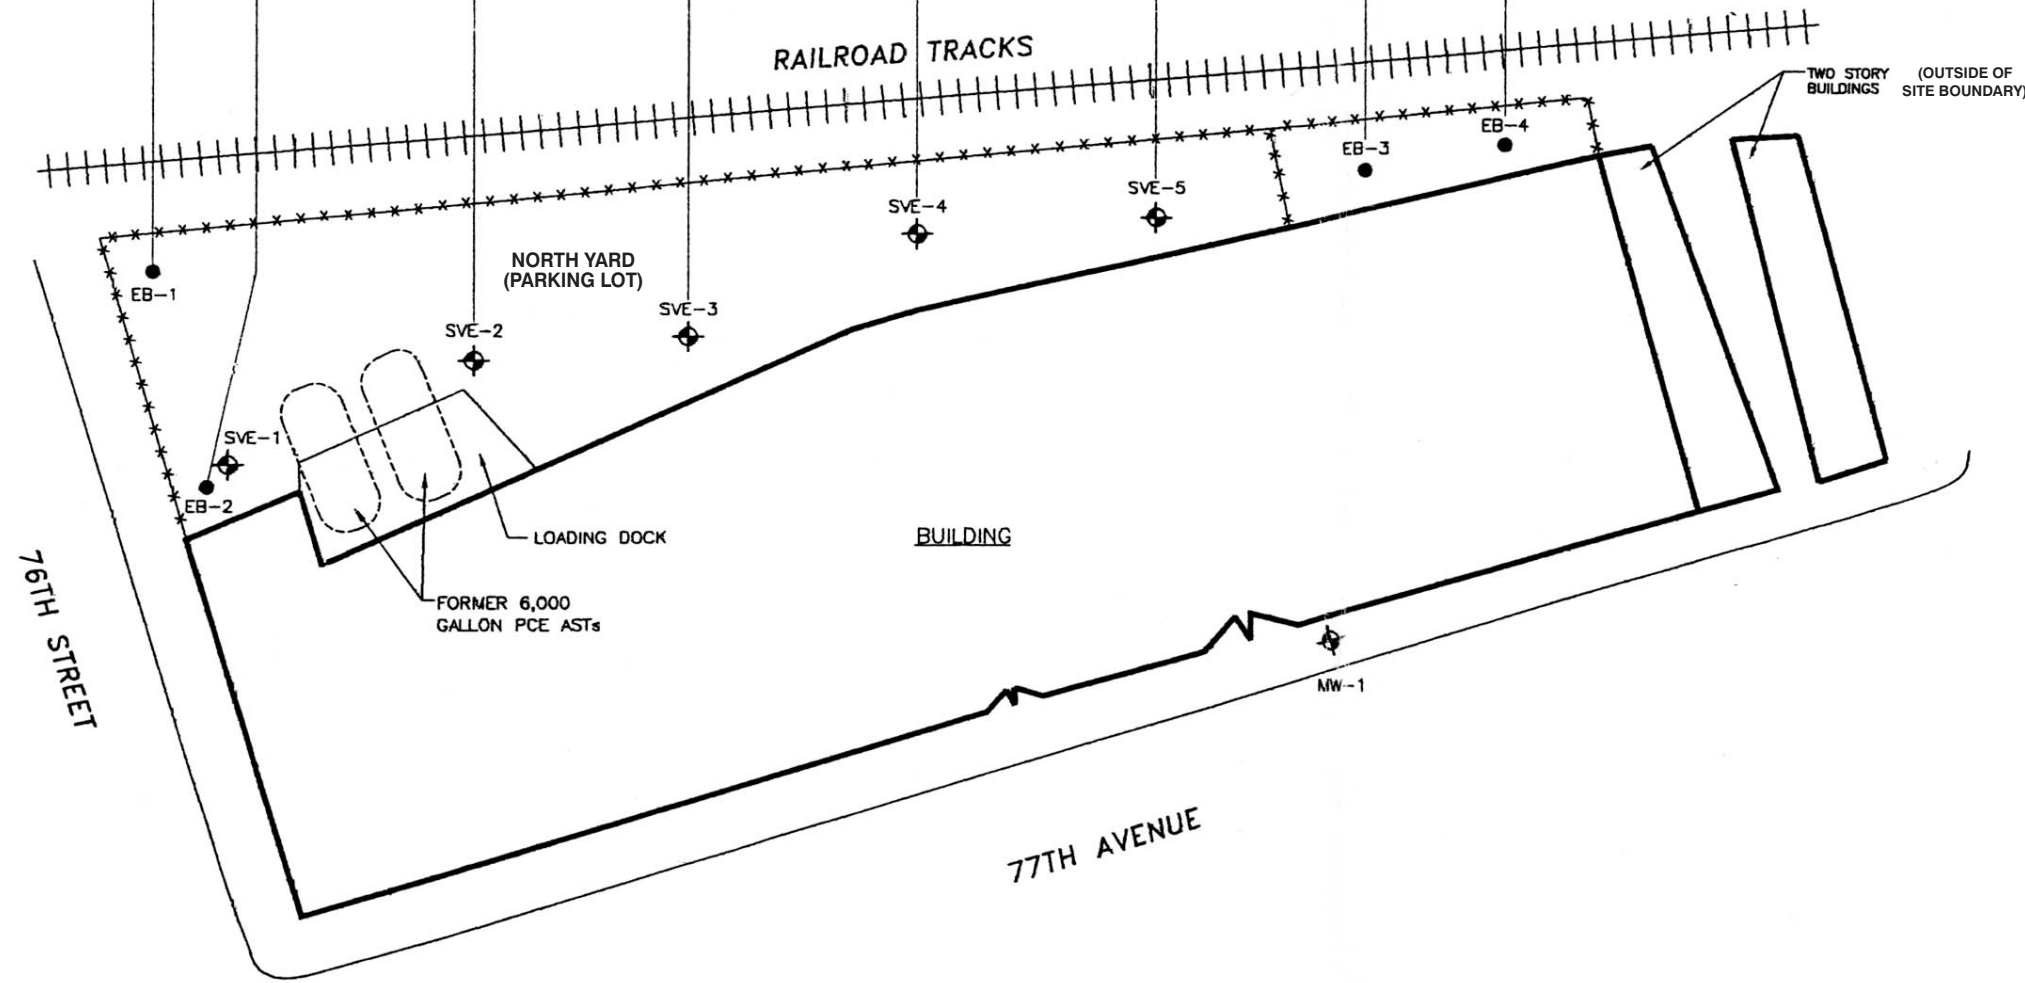 RAILROAD TRACKS
TWO STORY
BUILDINGS
(OUTSIDE OF
SITE BOUNDARY)
EB-4
EB-3
SVE-5
SVE-4
NORTH YARD
(PARKING LOT)
EB-1
SVE-3
SVE-2
SVE-1
EB-2
LOADING DOCK
BUILDING
FORMER 6,000
GALLON PCE ASTs
76TH STREET
MW-1
77TH AVENUE